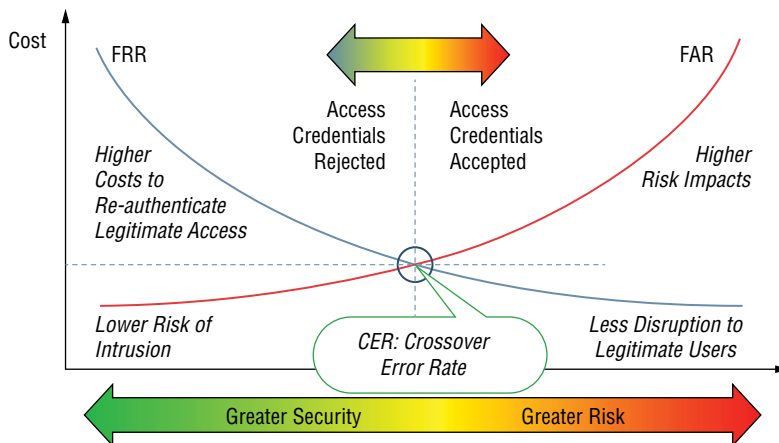 Cost
FRR
FAR
Access
Credentials
Rejected
Access
Credentials
Accepted
Higher
Costs to
Re-authenticate
Legitimate Access
Higher
Risk Impacts
Lower Risk of
Intrusion
CER: Crossover
Error Rate
Less Disruption to
Legitimate Users
Greater Security
Greater Risk